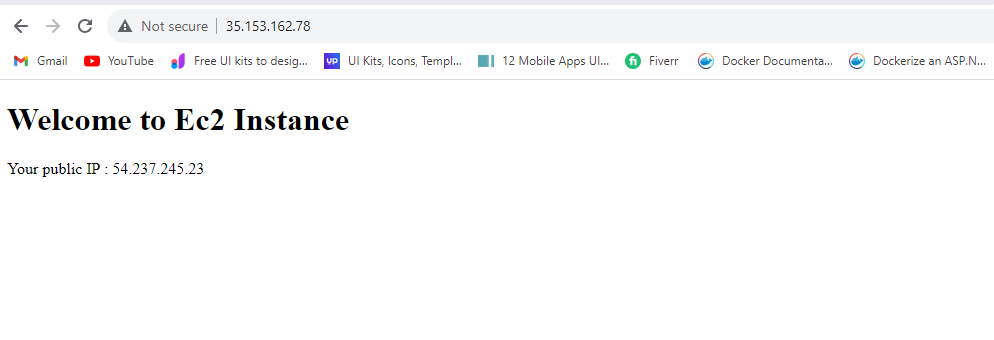 Not secure | 35.153.162.78
Gmail YouTube Free UI kits to desig... up UI Kits, Icons, Templ... 12 Mobile Apps UI... fi Fiverr Docker Documenta... Dockerize an ASP.N...
Welcome to Ec2 Instance
Your public IP : 54.237.245.23